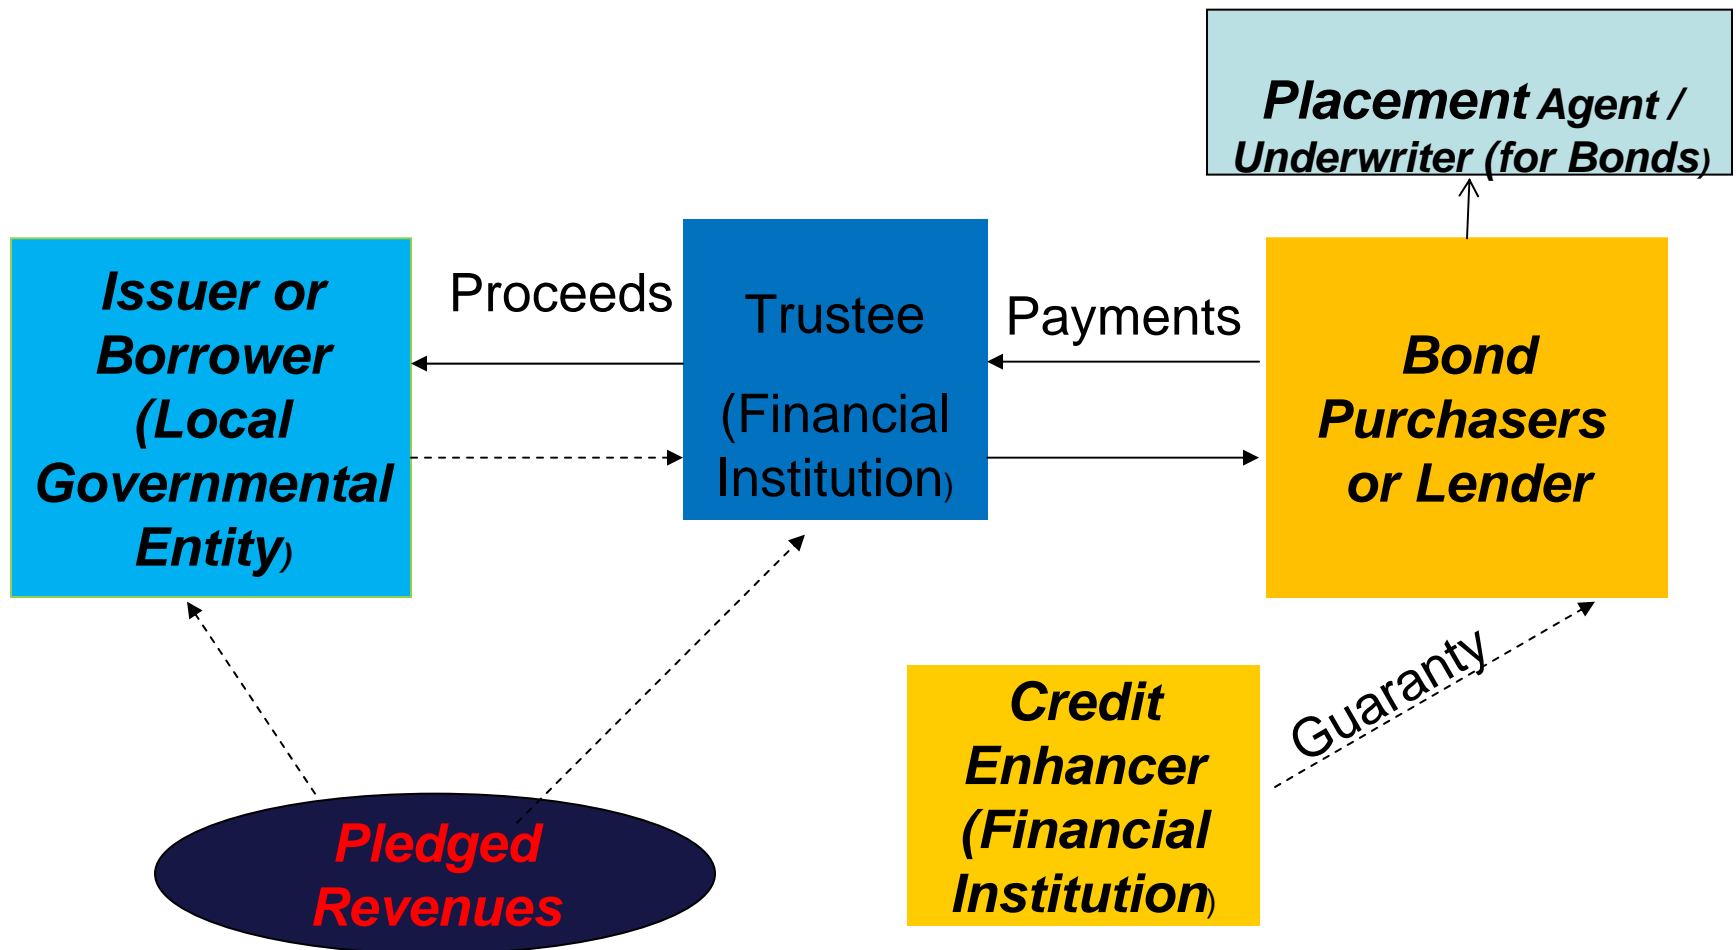 Placement Agent /
Underwriter (for Bonds)
Issuer or
Borrower
(Local
Governmental
Entity)
Proceeds
Trustee
(Financial
Institution)
Payments
Bond
Purchasers
or Lender
Credit
Enhancer
(Financial
Institution)
Guaranty
Pledged
Revenues